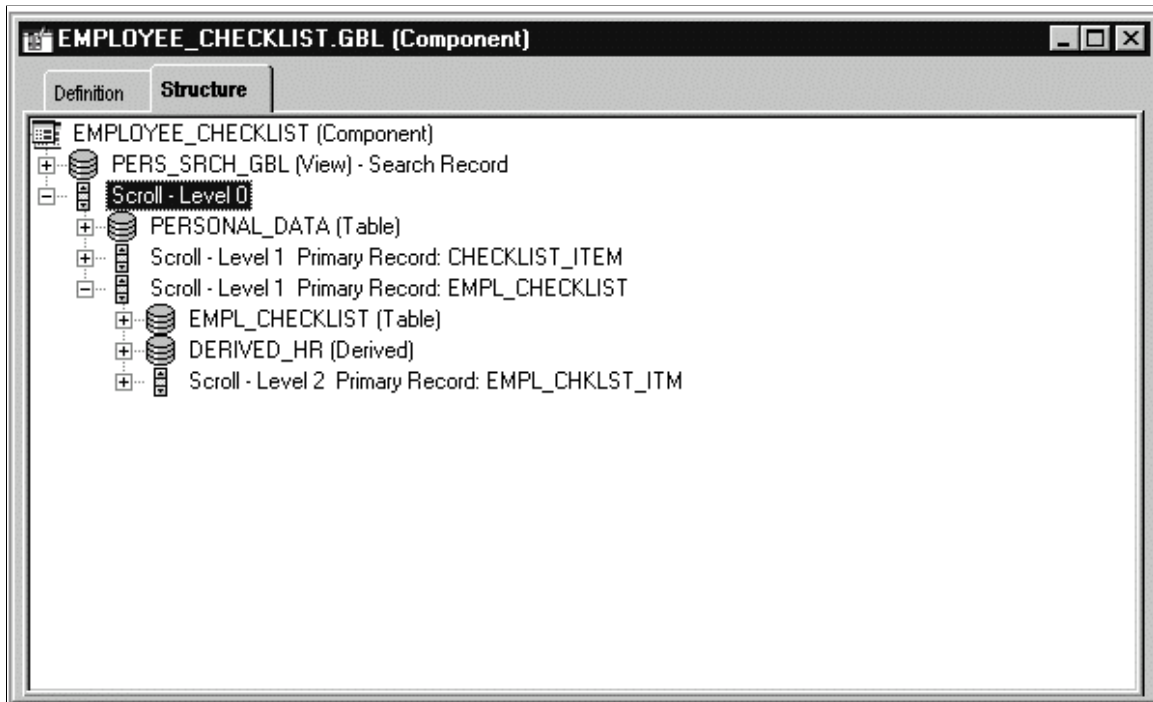 EMPLOYEE_CHECKLIST.GBL (Component)
Definition Structure
EMPLOYEE_CHECKLIST (Component)
PERS_SRCH_GBL (View) - Search Record
Scroll - Level 0
PERSONAL_DATA (Table)
Scroll - Level 1 Primary Record: CHECKLIST_ITEM
Scroll - Level 1 Primary Record: EMPL_CHECKLIST
EMPL_CHECKLIST (Table)
DERIVED_HR (Derived)
Scroll - Level 2 Primary Record: EMPL_CHKLST_ITM